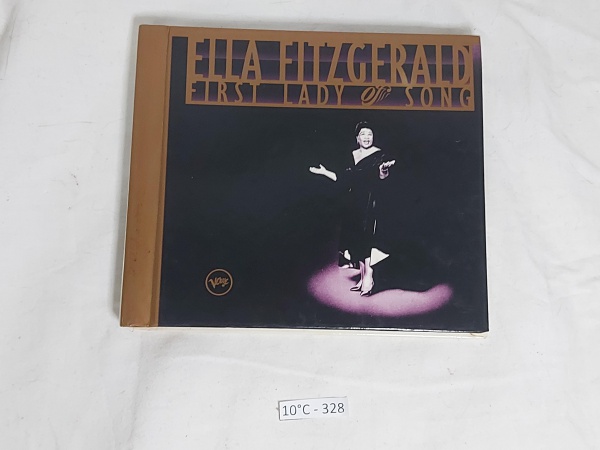 ELLA FITZGERALD
FIRST LADY Of SONG
Verve
10°C - 328